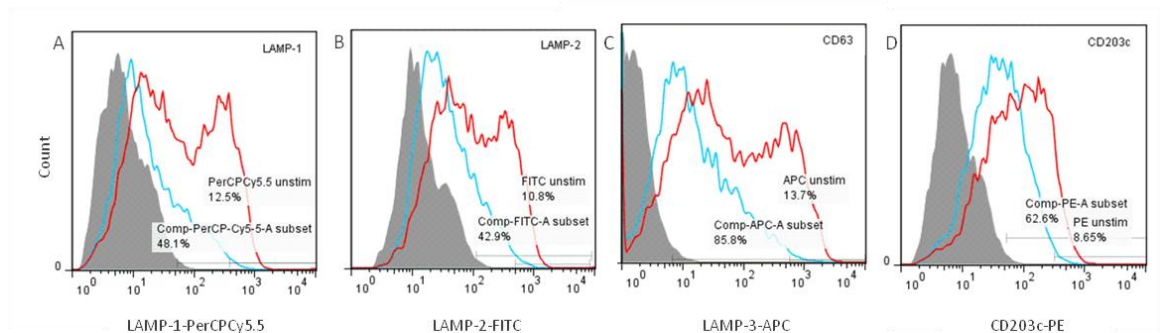 A
LAMP-1
PerCPCy5.5 unstim
12.5%
Comp-PerCP-Cy5-5-A subset
48.1%
Count
0
10^0 10^1 10^2 10^3 10^4
LAMP-1-PerCPCy5.5
B
LAMP-2
FITC unstim
10.8%
Comp-FITC-A subset
42.9%
0
10^0 10^1 10^2 10^3 10^4
LAMP-2-FITC
C
CD63
APC unstim
13.7%
Comp-APC-A subset
85.8%
0
10^0 10^1 10^2 10^3 10^4
LAMP-3-APC
D
CD203c
Comp-PE-A subset
62.6%
PE unstim
8.65%
0
10^0 10^1 10^2 10^3 10^4
CD203c-PE